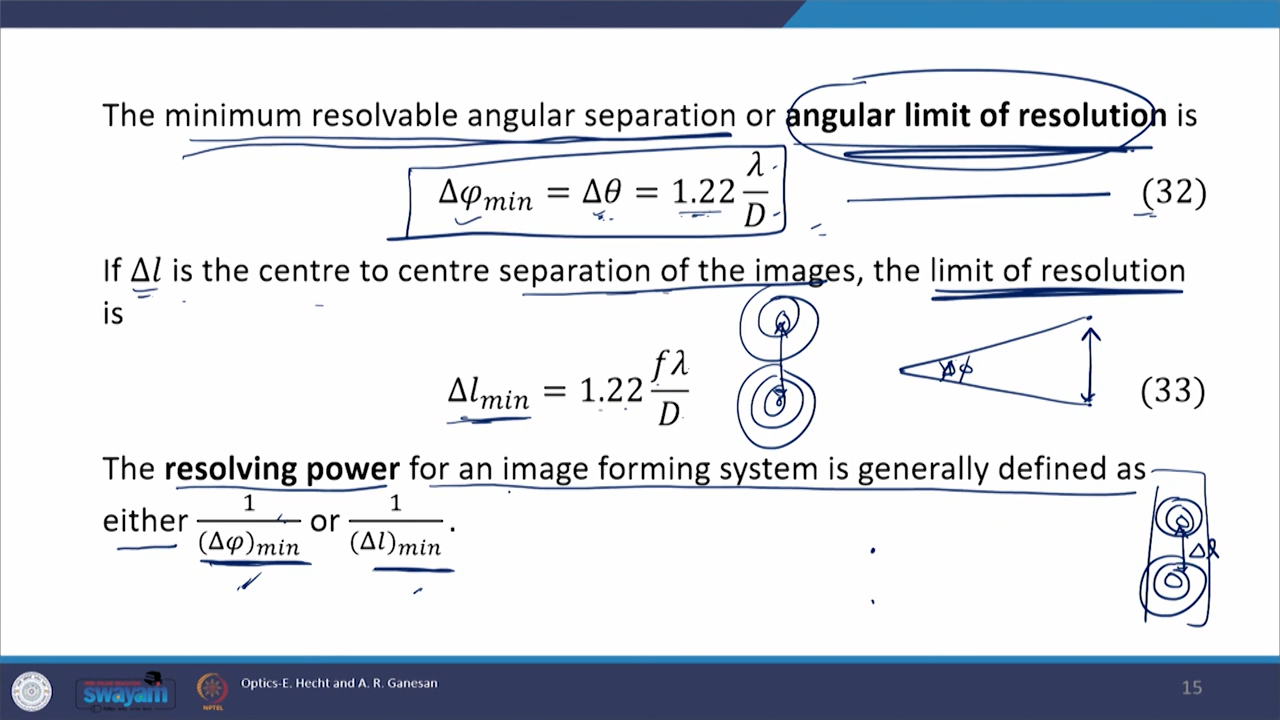 The minimum resolvable angular separation or angular limit of resolution is
Δφ_min = Δθ = 1.22 λ/D (32)
If Δl is the centre to centre separation of the images, the limit of resolution
is
Δl_min = 1.22 fλ/D (33)
Δφ
The resolving power for an image forming system is generally defined as
either 1/(Δφ)_min or 1/(Δl)_min .
Δl
swayam
NPTEL
Optics-E. Hecht and A. R. Ganesan
15